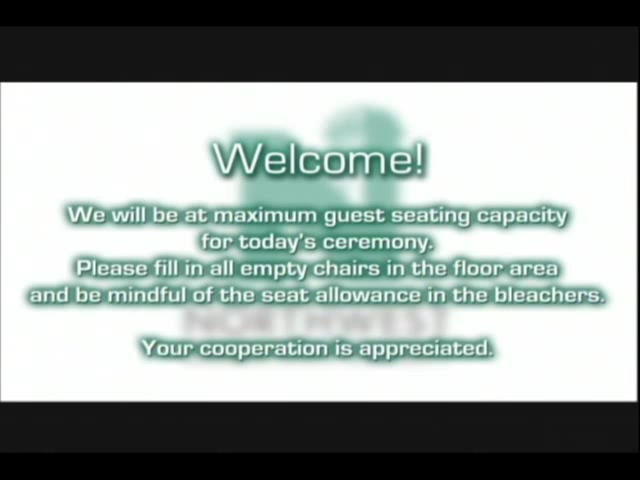 Welcome!
We will be at maximum guest seating capacity
for today's ceremony.
Please fill in all empty chairs in the floor area
and be mindful of the seat allowance in the bleachers.
NORTHWEST
Your cooperation is appreciated.